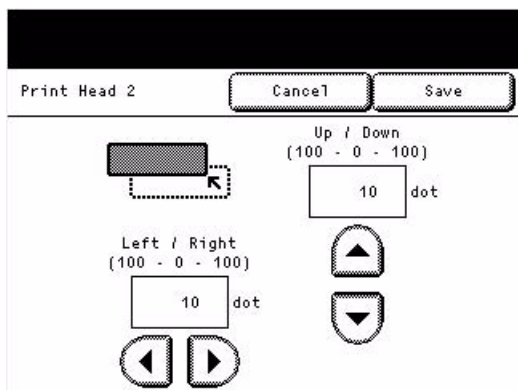 Print Head 2
Cancel
Save
Up / Down
(100 - 0 - 100)
10 dot
Left / Right
(100 - 0 - 100)
10 dot